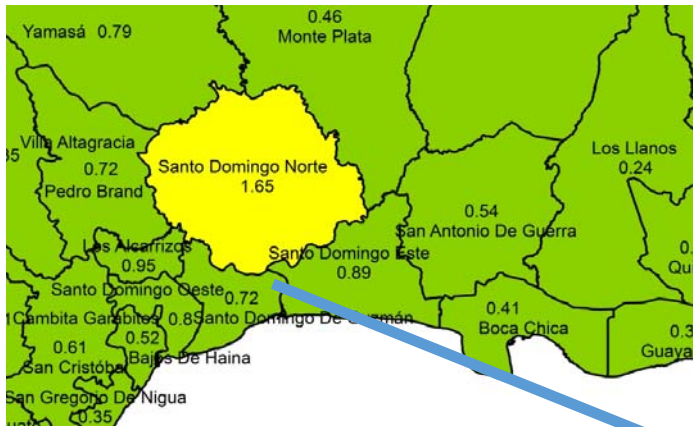 0.46
Yamasá 0.79
Monte Plata
Villa Altagracia
Los Llanos
0.72
0.24
Santo Domingo Norte
1.65
Pedro Brand
0.54
San Antonio De Guerra
Los Alcarrizos
0.95
Santo Domingo Este
0.89
Santo Domingo Oeste
0.72
0.41
Cambita Garabitos
0.8
Santo Domingo De Guzmán
Boca Chica
0.52
0.61
Bajos De Haina
San Cristóbal
San Gregorio De Nigua
0.35